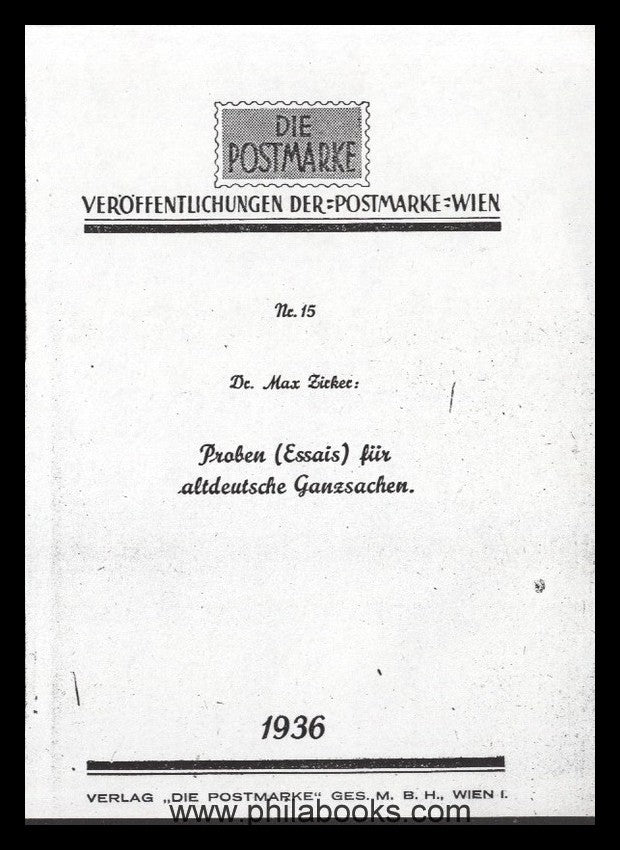 DIE
POSTMARKE
VERÖFFENTLICHUNGEN DER=POSTMARKE=WIEN
Nr. 15
Dr. Max Zirker:
Proben (Essais) für
altdeutsche Ganzsachen.
1936
VERLAG „DIE POSTMARKE" GES. M. B. H., WIEN I.
www.philabooks.com